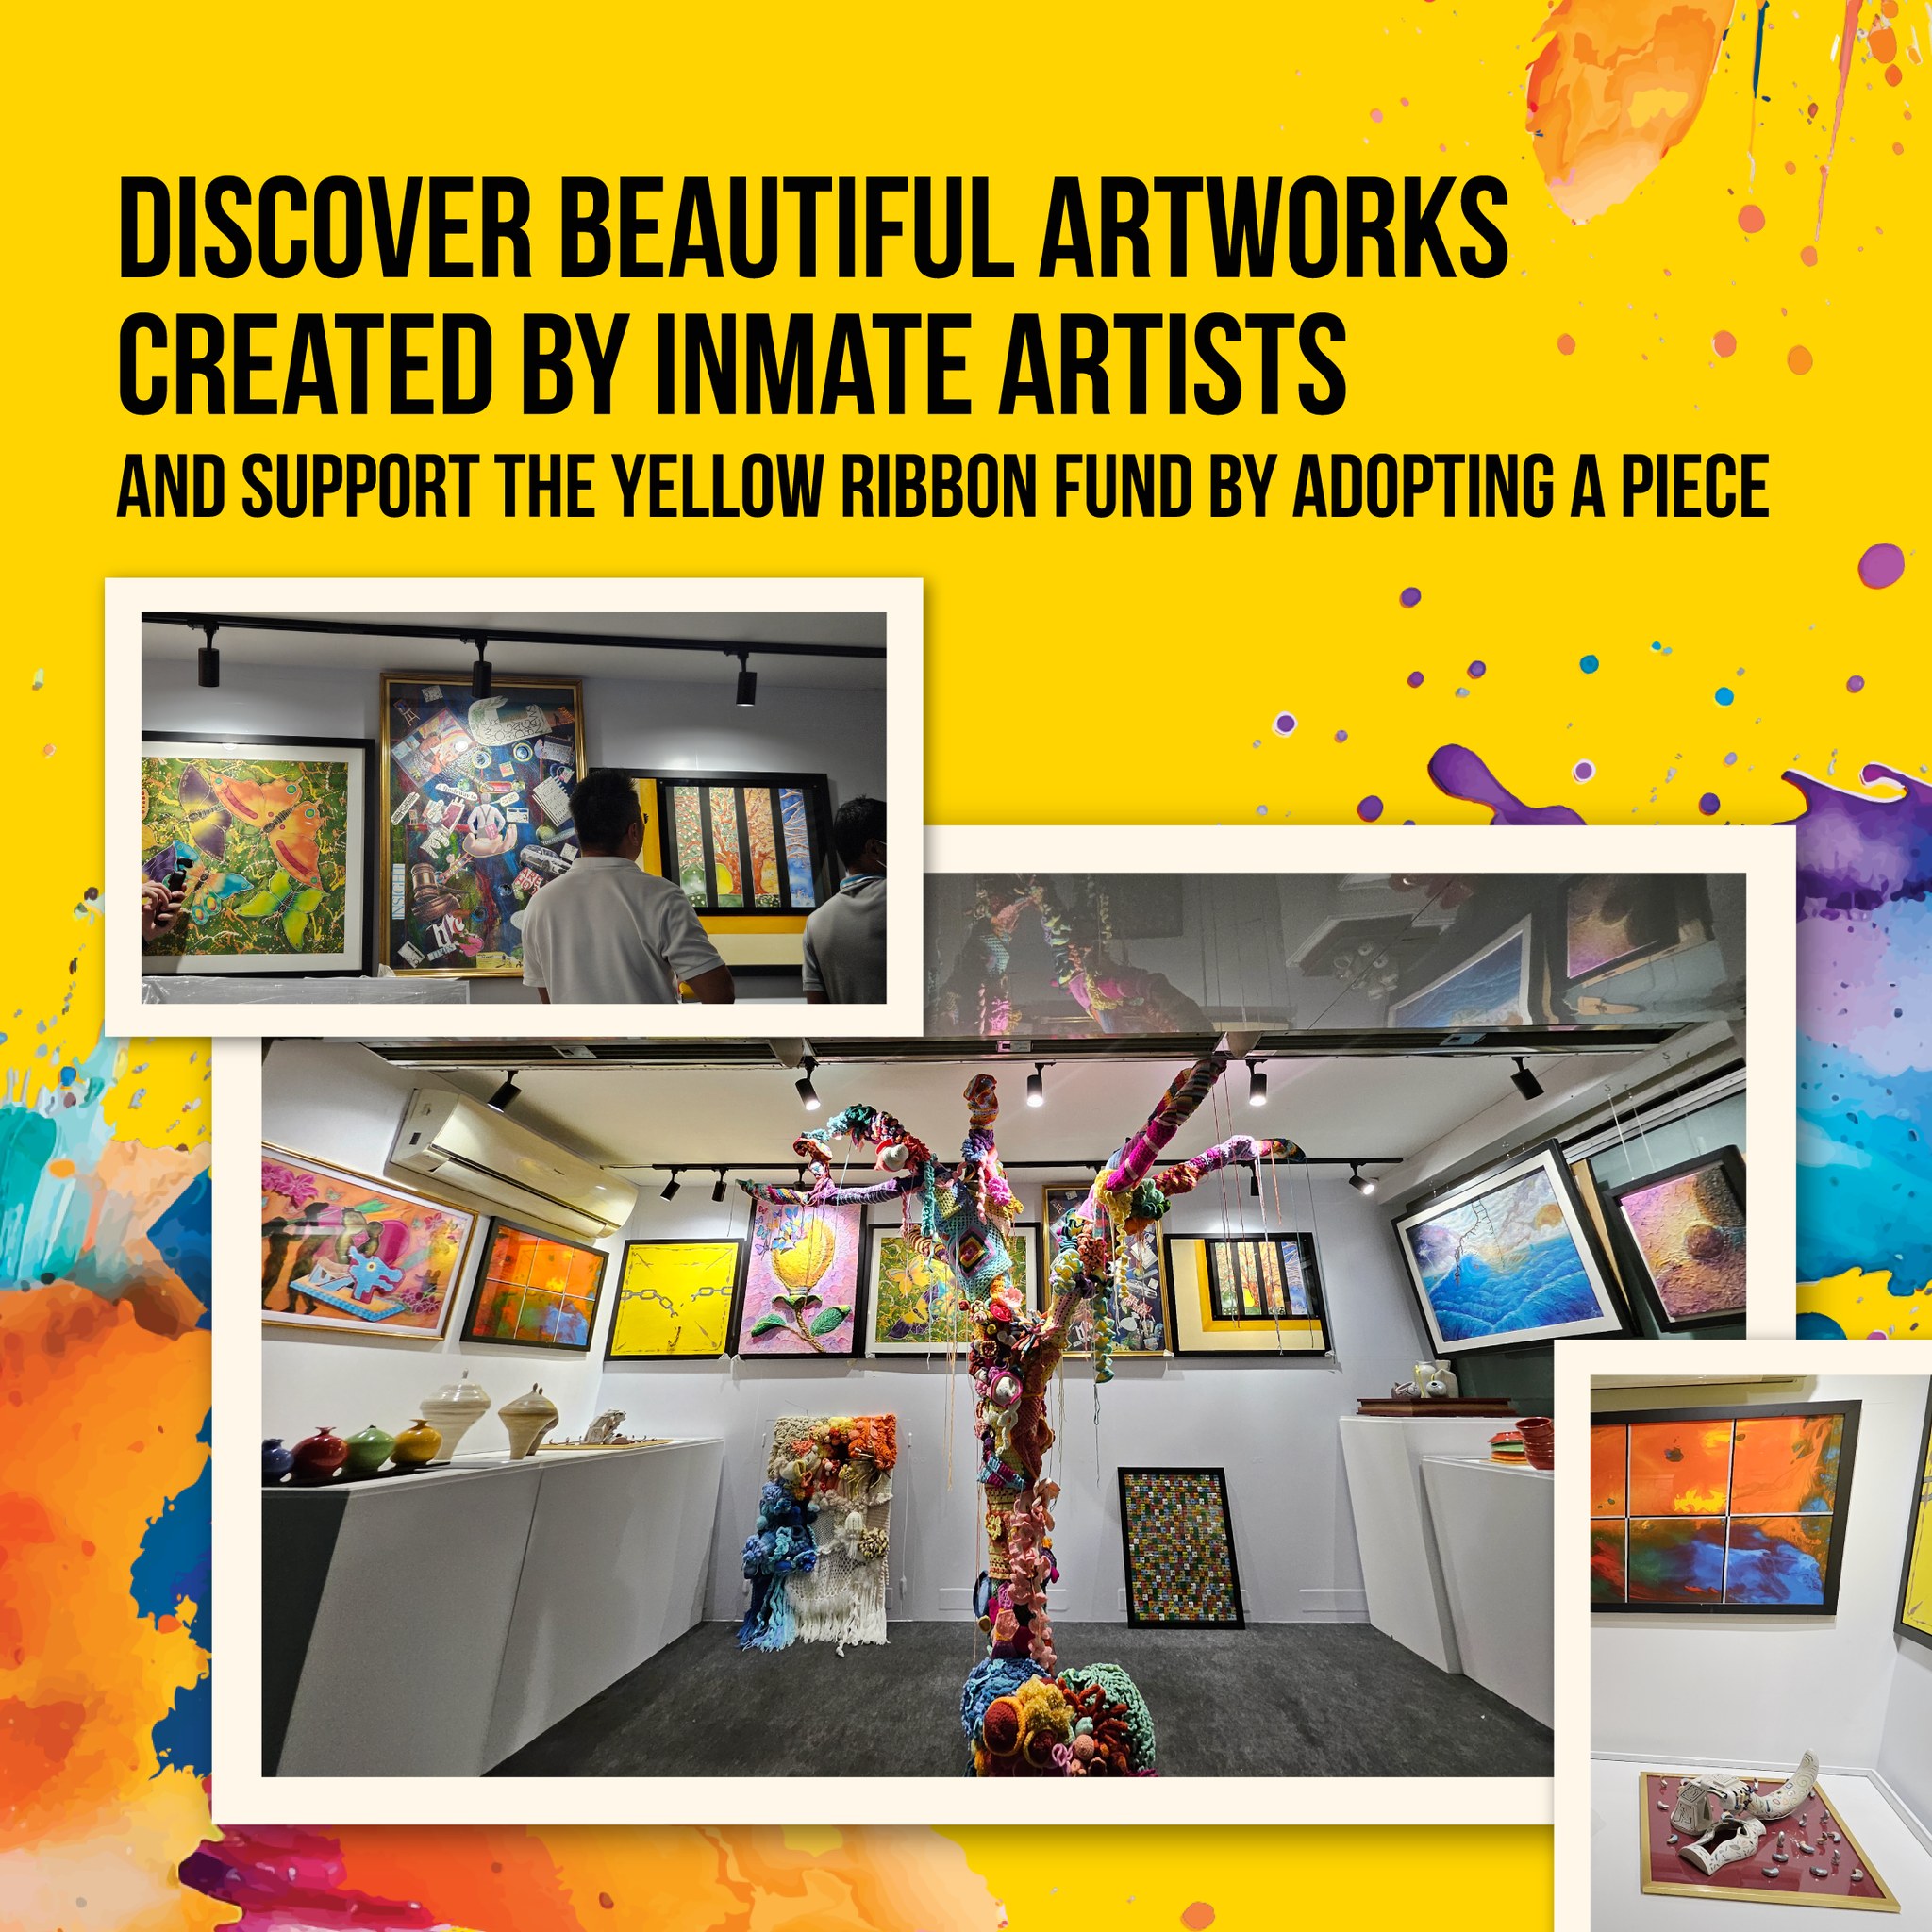 DISCOVER BEAUTIFUL ARTWORKS
CREATED BY INMATE ARTISTS
AND SUPPORT THE YELLOW RIBBON FUND BY ADOPTING A PIECE